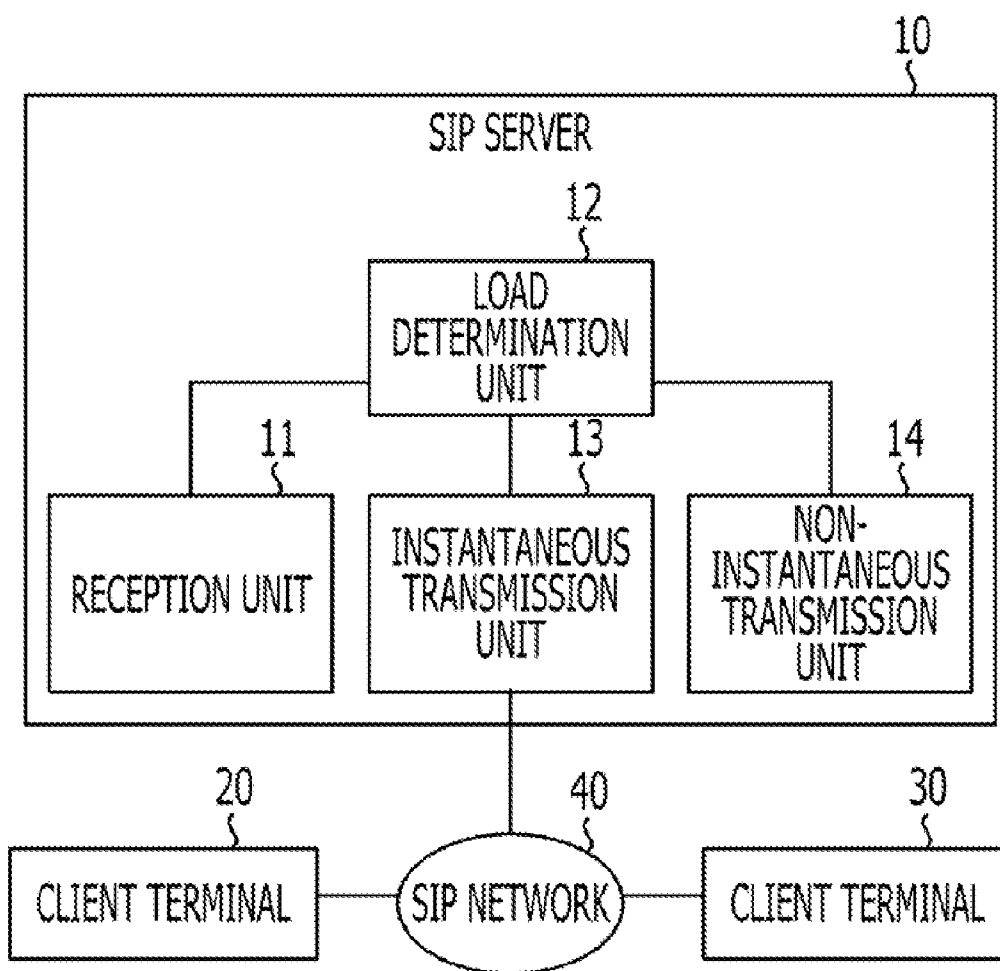 10
SIP SERVER
12
LOAD
DETERMINATION
UNIT
11
RECEPTION UNIT
13
INSTANTANEOUS
TRANSMISSION
UNIT
14
NON-
INSTANTANEOUS
TRANSMISSION
UNIT
20
CLIENT TERMINAL
40
SIP NETWORK
30
CLIENT TERMINAL